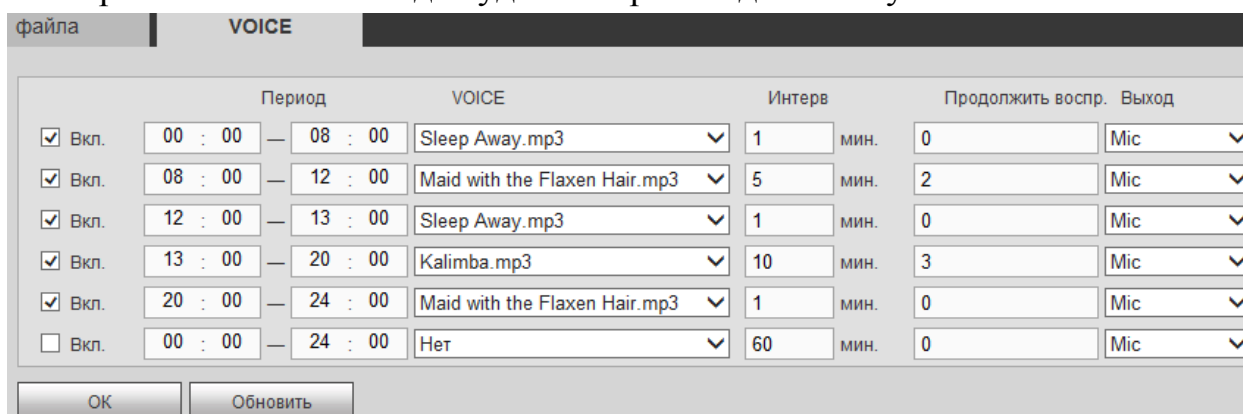 файла VOICE
Период VOICE Интерв Продолжить воспр. Выход
Вкл. 00 : 00 — 08 : 00 Sleep Away.mp3 1 мин. 0 Mic
Вкл. 08 : 00 — 12 : 00 Maid with the Flaxen Hair.mp3 5 мин. 2 Mic
Вкл. 12 : 00 — 13 : 00 Sleep Away.mp3 1 мин. 0 Mic
Вкл. 13 : 00 — 20 : 00 Kalimba.mp3 10 мин. 3 Mic
Вкл. 20 : 00 — 24 : 00 Maid with the Flaxen Hair.mp3 1 мин. 0 Mic
Вкл. 00 : 00 — 24 : 00 Нет 60 мин. 0 Mic
ОК Обновить